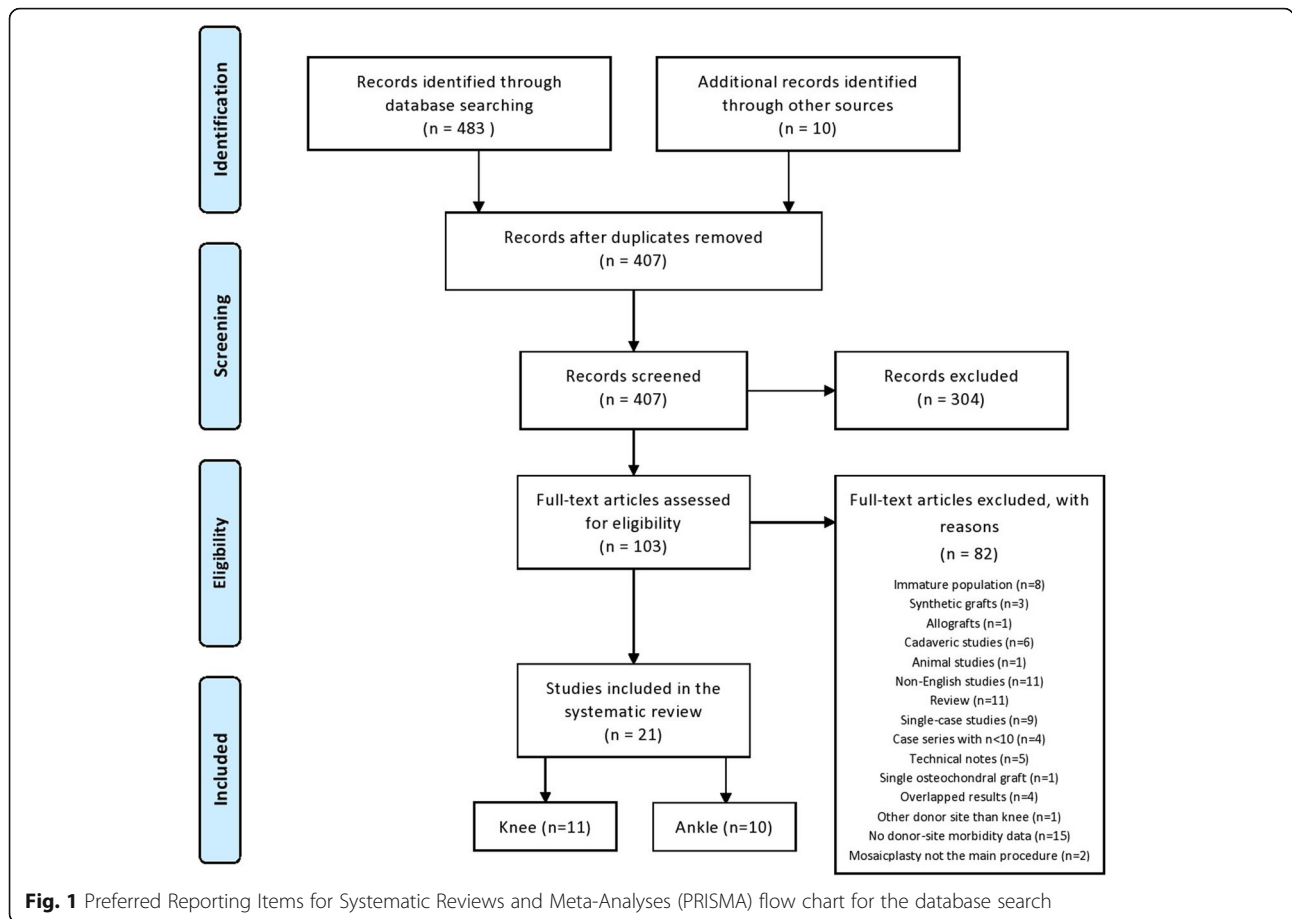 Identification
Records identified through
database searching
(n = 483 )
Additional records identified
through other sources
(n = 10)
Records after duplicates removed
(n = 407)
Screening
Records screened
(n = 407)
Records excluded
(n = 304)
Eligibility
Full-text articles assessed
for eligibility
(n = 103)
Full-text articles excluded, with
reasons
(n = 82)
Immature population (n=8)
Synthetic grafts (n=3)
Allografts (n=1)
Cadaveric studies (n=6)
Animal studies (n=1)
Non-English studies (n=11)
Review (n=11)
Single-case studies (n=9)
Case series with n<10 (n=4)
Technical notes (n=5)
Single osteochondral graft (n=1)
Overlapped results (n=4)
Other donor site than knee (n=1)
No donor-site morbidity data (n=15)
Mosaicplasty not the main procedure (n=2)
Included
Studies included in the
systematic review
(n = 21)
Knee (n=11)
Ankle (n=10)
Fig. 1 Preferred Reporting Items for Systematic Reviews and Meta-Analyses (PRISMA) flow chart for the database search